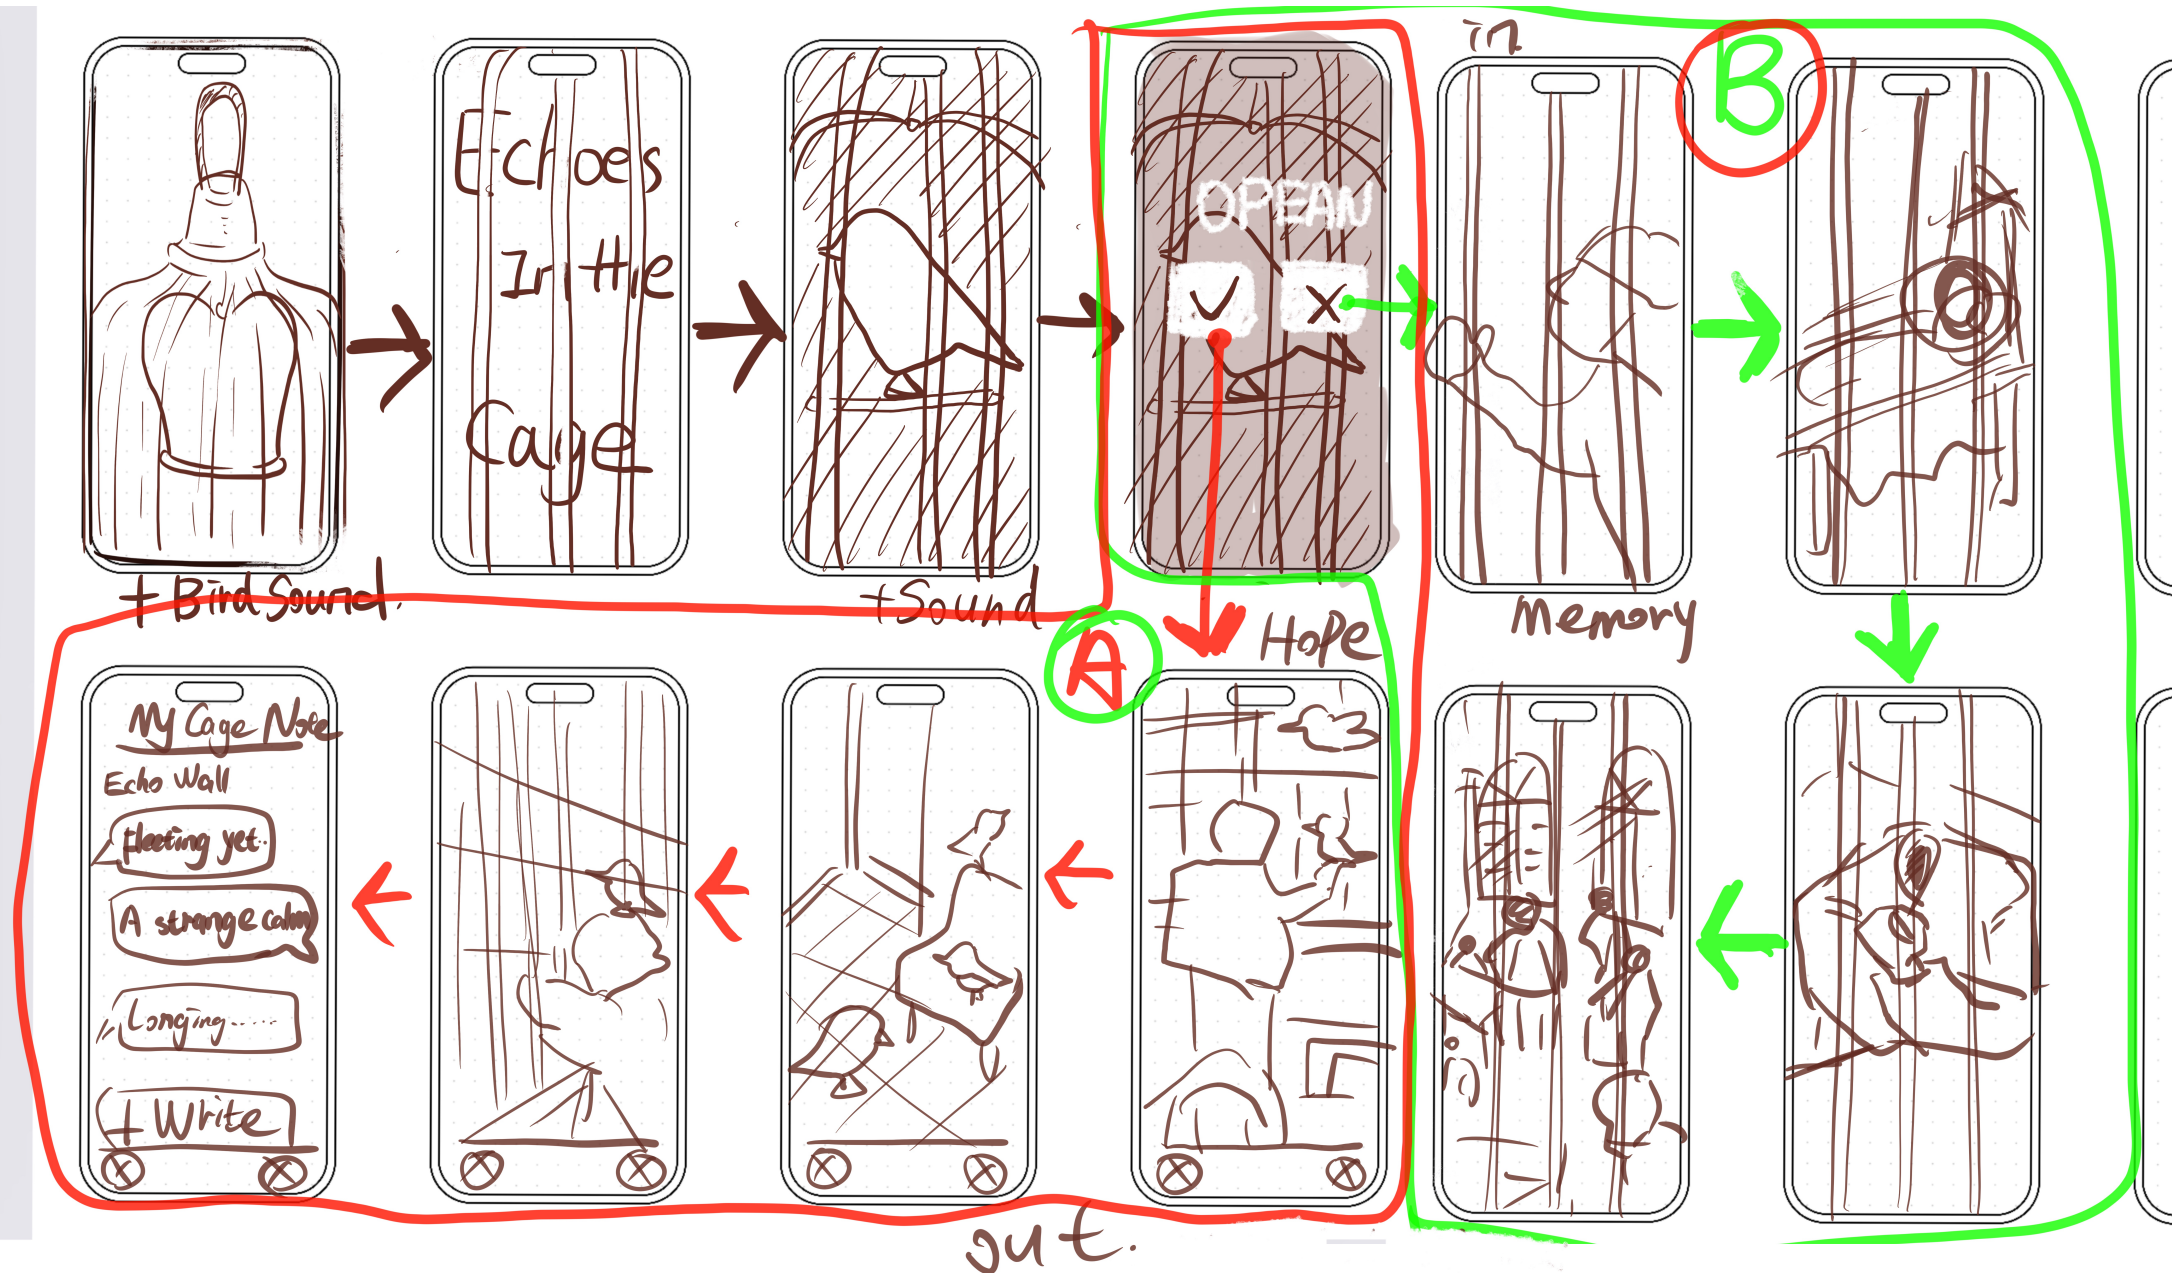 in
B
Echoes
In the
Cage
OPEAN
+ Bird Sound.
+ Sound
A
Hope
Memory
My Cage Note
Echo Wall
fleeting yet..
A strange calm
Longing......
+ Write
out.